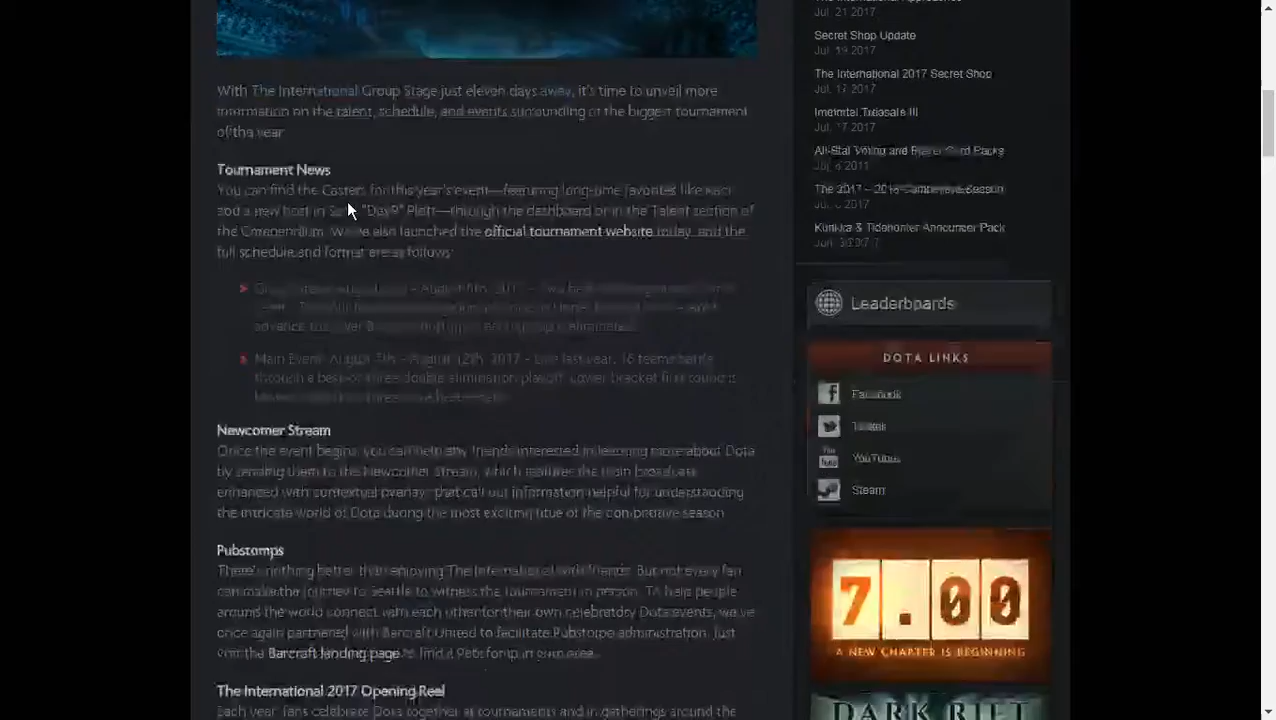 With The International Group Stage just eleven days away, it's time to unveil more
information on the talent, schedule, and events surrounding of the biggest tournament
of the year
Tournament News
You can find the Casters for this year's event—featuring long-time favorites like
and a new host in "Day9" Plott—through the dashboard or in the Talent section of
the Compendium. We've also launched the official tournament website today, and the
full schedule and format are as follows
August 2017
advance Lower Bracket eliminated.
Main Event: August 7th - August 12th, 2017 - Like last year, 16 teams battle
through a best-of-three double elimination playoff. Lower bracket first round is
Newcomer Stream
Once the event begins, you can help any friends interested in learning more about Dota
by sending them to the Newcomer Stream, which features the main broadcast
enhanced with contextual overlays that call out information helpful for understanding
the intricate world of Dota during the most exciting time of the competitive season
Pubstomps
There's nothing better than enjoying The International with friends. But not every fan
can make the journey to Seattle to witness the tournament in person. To help people
around the world connect with each other for their own celebratory Dota events, we've
once again partnered with Barcraft United to facilitate Pubstomp administration. Just
visit the Barcraft landing page to find a Pubstomp in your area.
The International 2017 Opening Reel
Each year, fans celebrate Dota together at tournaments and in gatherings around the
Jul. 21 2017
Secret Shop Update
Jul. 19 2017
The International 2017 Secret Shop
Jul. 17 2017
Immortal Treasure III
Jul. 17 2017
All-Star Voting and Player Card Packs
The 2017 - 2018 Competitive Season
Kunkka & Tidehunter Announcer Pack
Leaderboards
DOTA LINKS
Facebook
Twitter
YouTube
Steam
7.00
A NEW CHAPTER IS BEGINNING
DARK RIFT